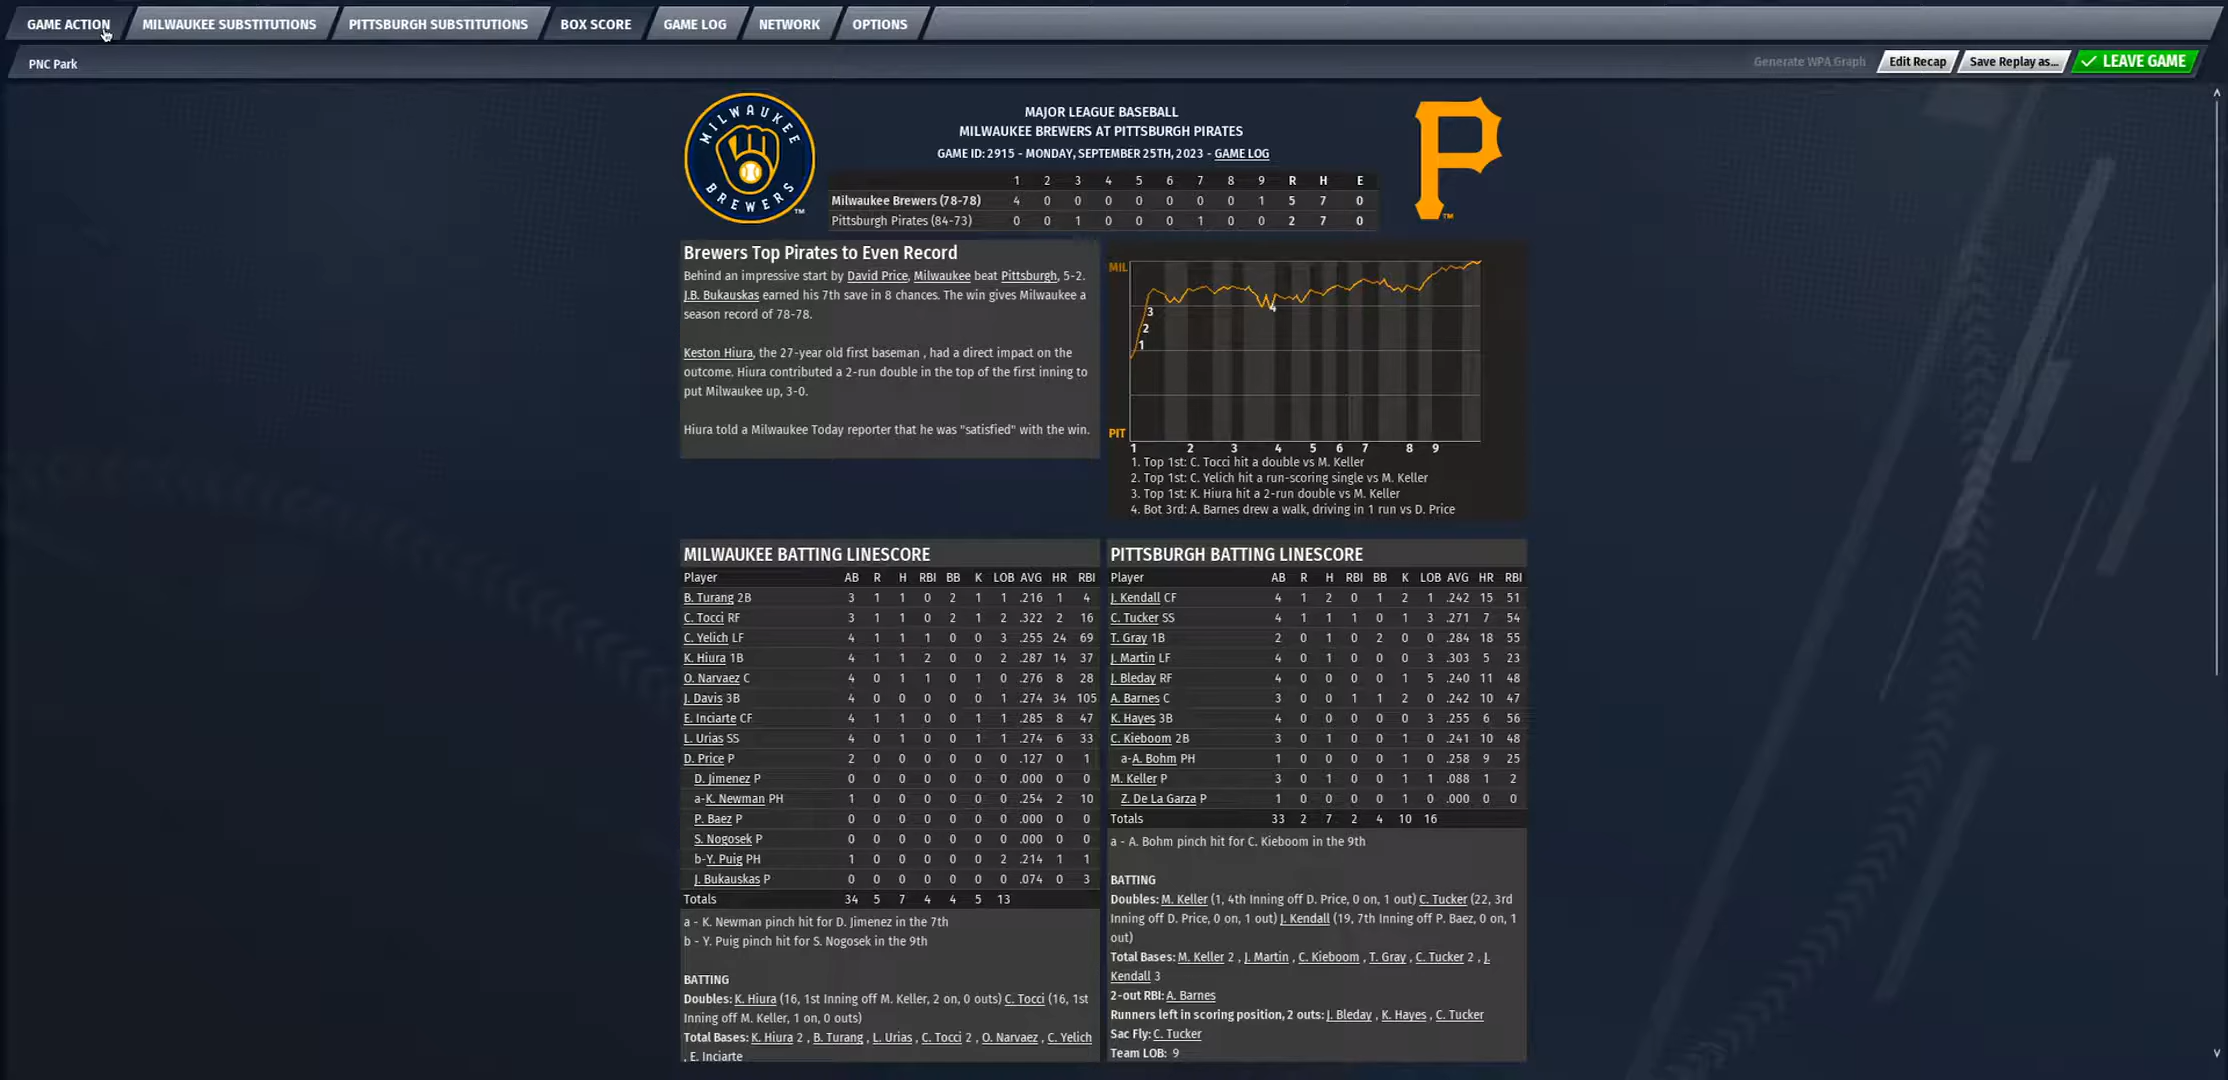 GAME ACTION MILWAUKEE SUBSTITUTIONS PITTSBURGH SUBSTITUTIONS BOX SCORE GAME LOG NETWORK OPTIONS
PNC Park Generate WPA Graph Edit Recap Save Replay as... LEAVE GAME
MILWAUKEE BREWERS ™
P ™
MAJOR LEAGUE BASEBALL
MILWAUKEE BREWERS AT PITTSBURGH PIRATES
GAME ID: 2915 - MONDAY, SEPTEMBER 25TH, 2023 - GAME LOG
1 2 3 4 5 6 7 8 9 R H E
Milwaukee Brewers (78-78) 4 0 0 0 0 0 0 0 1 5 7 0
Pittsburgh Pirates (84-73) 0 0 1 0 0 0 1 0 0 2 7 0
Brewers Top Pirates to Even Record
Behind an impressive start by David Price, Milwaukee beat Pittsburgh, 5-2.
J.B. Bukauskas earned his 7th save in 8 chances. The win gives Milwaukee a
season record of 78-78.
Keston Hiura, the 27-year old first baseman , had a direct impact on the
outcome. Hiura contributed a 2-run double in the top of the first inning to
put Milwaukee up, 3-0.
Hiura told a Milwaukee Today reporter that he was "satisfied" with the win.
MIL
3
4
2
1
PIT
1 2 3 4 5 6 7 8 9
1. Top 1st: C. Tocci hit a double vs M. Keller
2. Top 1st: C. Yelich hit a run-scoring single vs M. Keller
3. Top 1st: K. Hiura hit a 2-run double vs M. Keller
4. Bot 3rd: A. Barnes drew a walk, driving in 1 run vs D. Price
MILWAUKEE BATTING LINESCORE
Player AB R H RBI BB K LOB AVG HR RBI
B. Turang 2B 3 1 1 0 2 1 1 .216 1 4
C. Tocci RF 3 1 1 0 2 1 2 .322 2 16
C. Yelich LF 4 1 1 1 0 0 3 .255 24 69
K. Hiura 1B 4 1 1 2 0 0 2 .287 14 37
O. Narvaez C 4 0 1 1 0 1 0 .276 8 28
J. Davis 3B 4 0 0 0 0 0 1 .274 34 105
E. Inciarte CF 4 1 1 0 0 1 1 .285 8 47
L. Urias SS 4 0 1 0 0 1 1 .274 6 33
D. Price P 2 0 0 0 0 0 0 .127 0 1
D. Jimenez P 0 0 0 0 0 0 0 .000 0 0
a-K. Newman PH 1 0 0 0 0 0 0 .254 2 10
P. Baez P 0 0 0 0 0 0 0 .000 0 0
S. Nogosek P 0 0 0 0 0 0 0 .000 0 0
b-Y. Puig PH 1 0 0 0 0 0 2 .214 1 1
J. Bukauskas P 0 0 0 0 0 0 0 .074 0 3
Totals 34 5 7 4 4 5 13
a - K. Newman pinch hit for D. Jimenez in the 7th
b - Y. Puig pinch hit for S. Nogosek in the 9th
BATTING
Doubles: K. Hiura (16, 1st Inning off M. Keller, 2 on, 0 outs) C. Tocci (16, 1st
Inning off M. Keller, 1 on, 0 outs)
Total Bases: K. Hiura 2 , B. Turang , L. Urias , C. Tocci 2 , O. Narvaez , C. Yelich
, E. Inciarte
PITTSBURGH BATTING LINESCORE
Player AB R H RBI BB K LOB AVG HR RBI
J. Kendall CF 4 1 2 0 1 2 1 .242 15 51
C. Tucker SS 4 1 1 1 0 1 3 .271 7 54
T. Gray 1B 2 0 1 0 2 0 0 .284 18 55
J. Martin LF 4 0 1 0 0 0 3 .303 5 23
J. Bleday RF 4 0 0 0 0 1 5 .240 11 48
A. Barnes C 3 0 0 1 1 2 0 .242 10 47
K. Hayes 3B 4 0 0 0 0 0 3 .255 6 56
C. Kieboom 2B 3 0 1 0 0 1 0 .241 10 48
a-A. Bohm PH 1 0 0 0 0 1 0 .258 9 25
M. Keller P 3 0 1 0 0 1 1 .088 1 2
Z. De La Garza P 1 0 0 0 0 1 0 .000 0 0
Totals 33 2 7 2 4 10 16
a - A. Bohm pinch hit for C. Kieboom in the 9th
BATTING
Doubles: M. Keller (1, 4th Inning off D. Price, 0 on, 1 out) C. Tucker (22, 3rd
Inning off D. Price, 0 on, 1 out) J. Kendall (19, 7th Inning off P. Baez, 0 on, 1
out)
Total Bases: M. Keller 2 , J. Martin , C. Kieboom , T. Gray , C. Tucker 2 , J.
Kendall 3
2-out RBI: A. Barnes
Runners left in scoring position, 2 outs: J. Bleday , K. Hayes , C. Tucker
Sac Fly: C. Tucker
Team LOB: 9